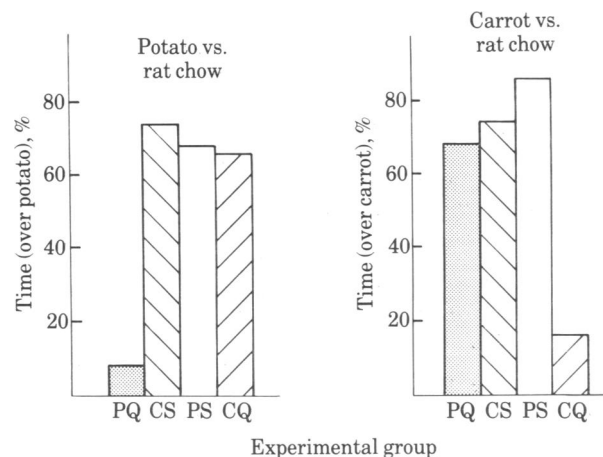 Potato vs.
rat chow
Time (over potato), %
80
60
40
20
PQ CS PS CQ
Carrot vs.
rat chow
Time (over carrot), %
80
60
40
20
PQ CS PS CQ
Experimental group